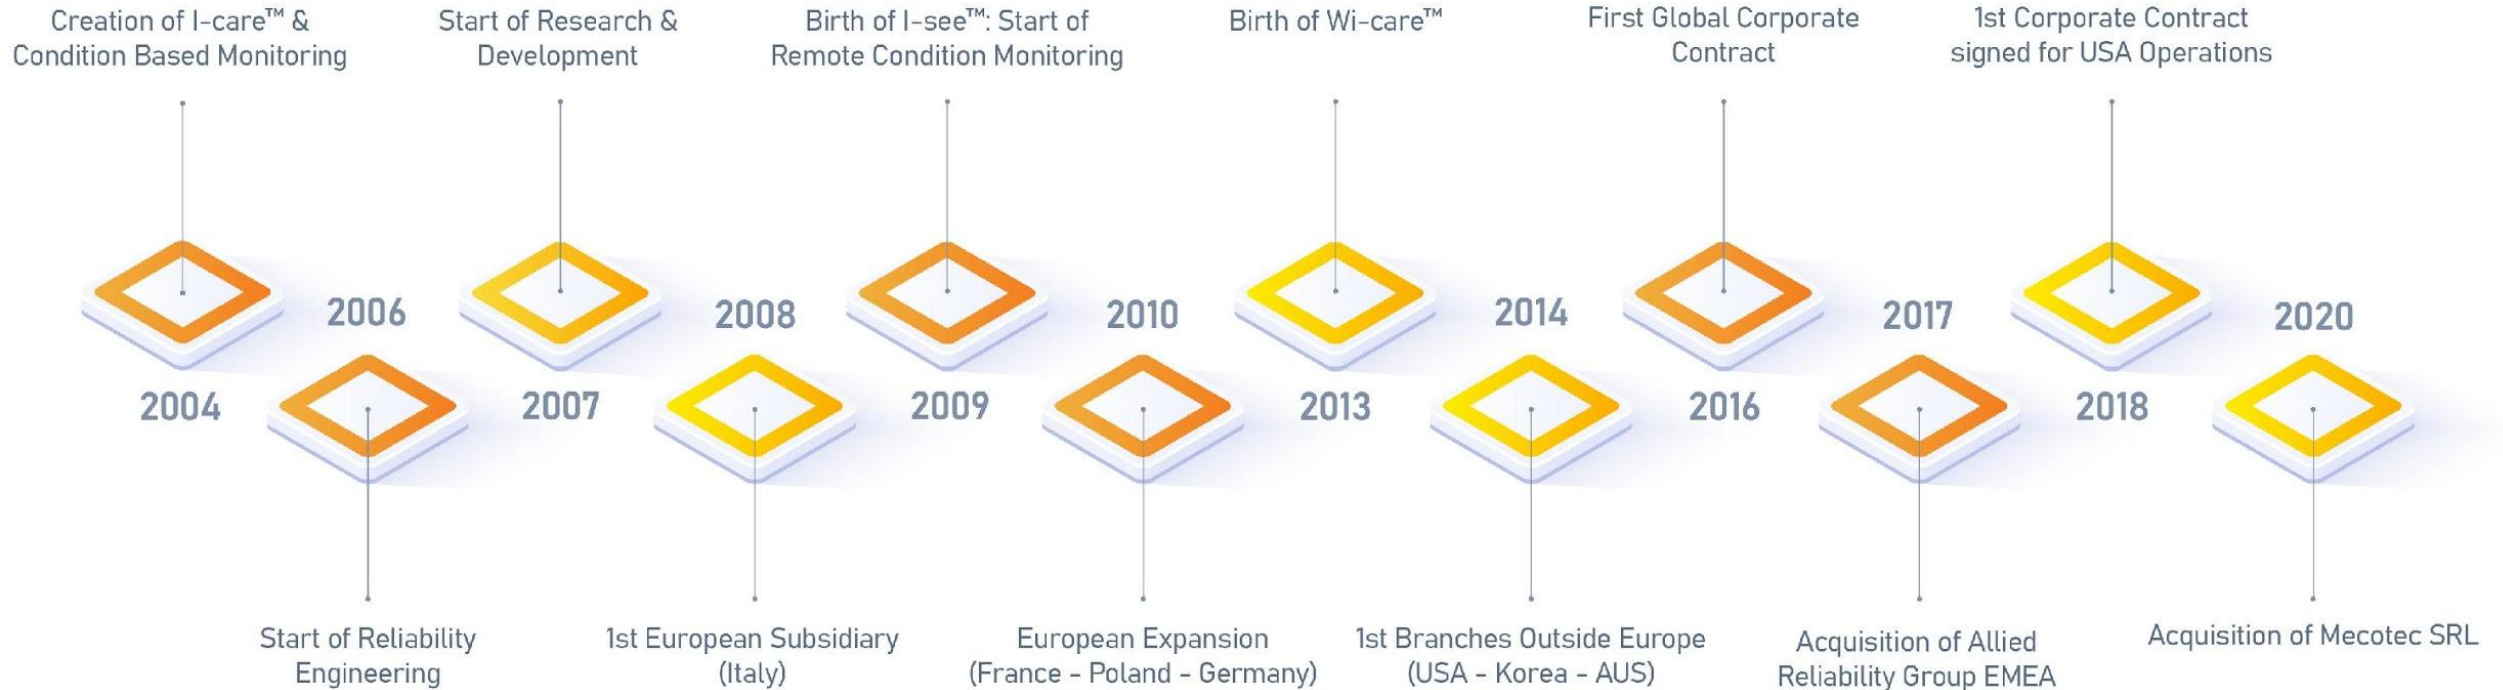 Creation of I-care™ &
Condition Based Monitoring
Start of Research &
Development
Birth of I-see™: Start of
Remote Condition Monitoring
Birth of Wi-care™
First Global Corporate
Contract
1st Corporate Contract
signed for USA Operations
2006
2008
2010
2014
2017
2020
2004
2007
2009
2013
2016
2018
Start of Reliability
Engineering
1st European Subsidiary
(Italy)
European Expansion
(France - Poland - Germany)
1st Branches Outside Europe
(USA - Korea - AUS)
Acquisition of Allied
Reliability Group EMEA
Acquisition of Mecotec SRL